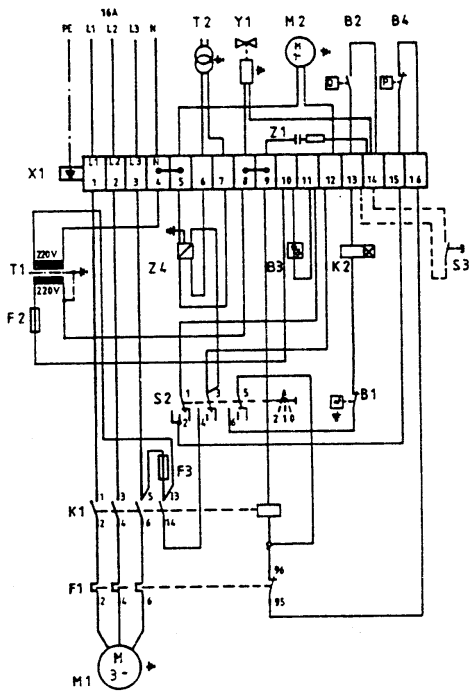 16A
PE L1 L2 L3 N
T2 Y1 M2 B2 B4
M
1~
P
Z1
X1
L1 L2 L3 N
1 2 3 4 5 6 7 8 9 10 11 12 13 14 15 16
220V
T1
220V
Z4 B3 K2 S3
F2
S2
1 3 5
2 4 6
A
2 1 0
B1
F3
K1
1 3 5 13
2 4 6 14
F1
2 4 6
96
95
M
3~
M1